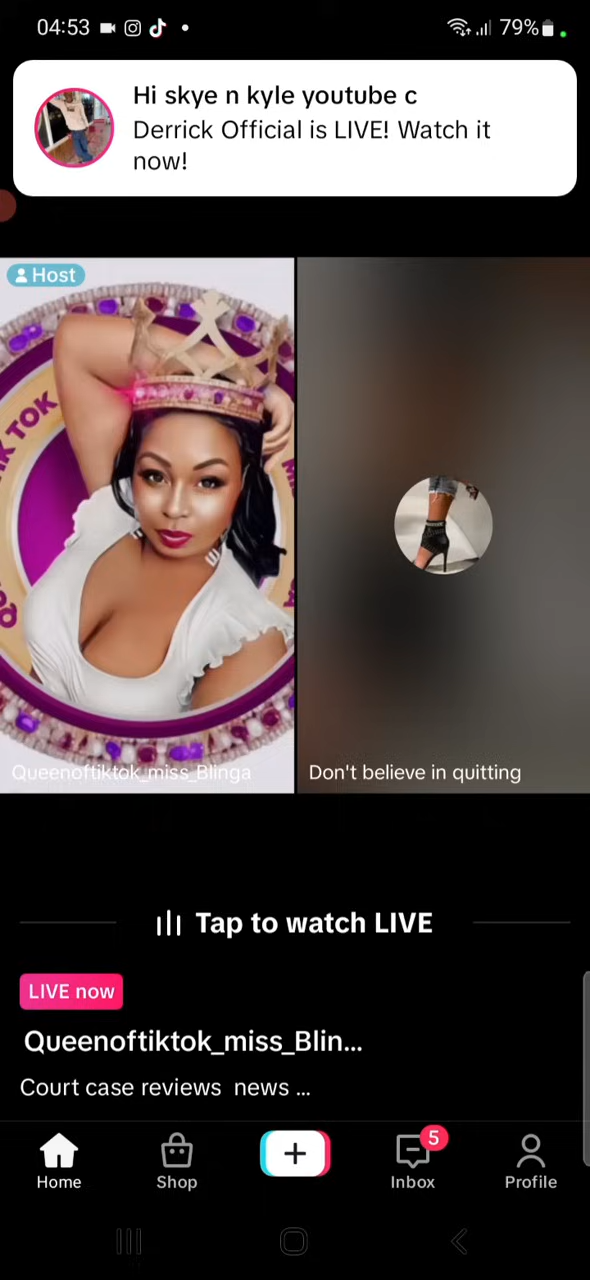 04:53
79%
Hi skye n kyle youtube c
Derrick Official is LIVE! Watch it
now!
Host
TOK
Queenoftiktok_miss_Blinga
Don't believe in quitting
Tap to watch LIVE
LIVE now
Queenoftiktok_miss_Blin...
Court case reviews news ...
5
Home
Shop
Inbox
Profile